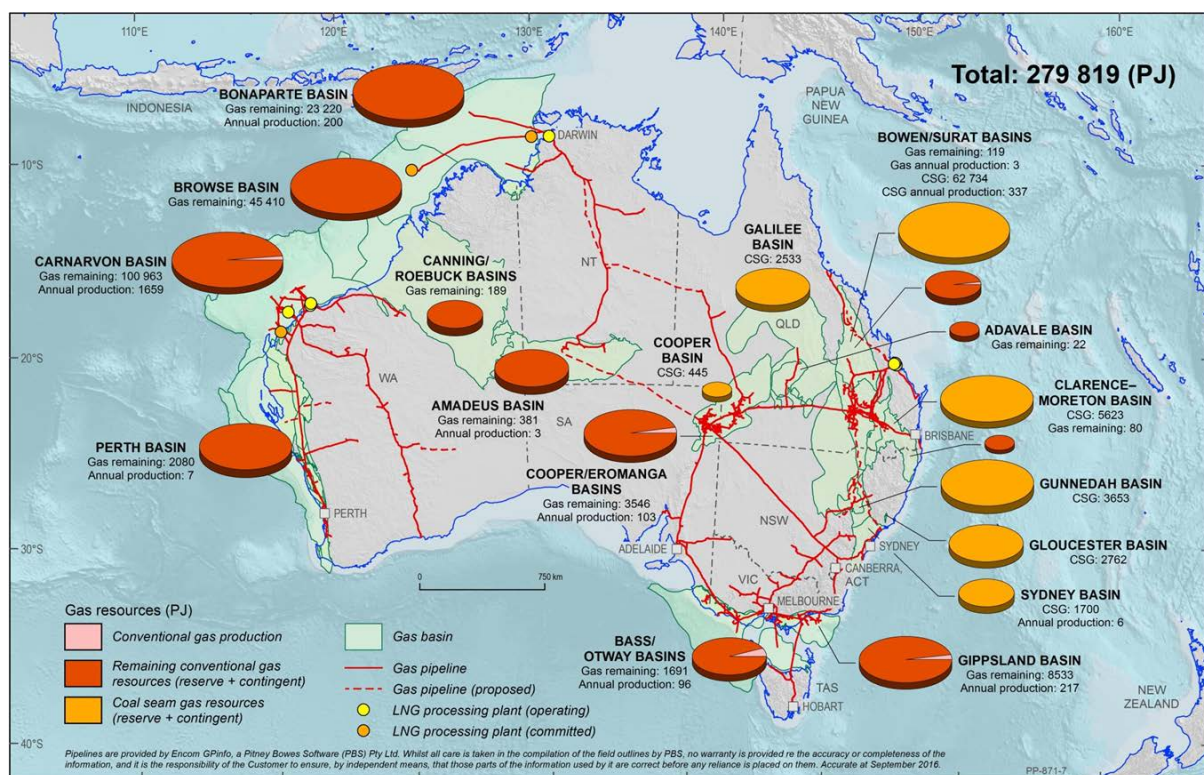 110°E
120°E
130°E
150°E
160°E
Total: 279 819 (PJ)
INDONESIA
PAPUA
NEW
GUINEA
BONAPARTE BASIN
Gas remaining: 23 220
Annual production: 200
DARWIN
BOWEN/SURAT BASINS
Gas remaining: 119
Gas annual production: 3
CSG: 62 734
CSG annual production: 337
10°S
BROWSE BASIN
Gas remaining: 45 410
CARNARVON BASIN
Gas remaining: 100 963
Annual production: 1659
CANNING/
ROEBUCK BASINS
Gas remaining: 189
NT
GALILEE
BASIN
CSG: 2533
QLD
20°S
WA
COOPER
BASIN
CSG: 445
ADAVALE BASIN
Gas remaining: 22
AMADEUS BASIN
Gas remaining: 381
Annual production: 3
SA
CLARENCE–
MORETON BASIN
CSG: 5623
Gas remaining: 80
BRISBANE
PERTH BASIN
Gas remaining: 2080
Annual production: 7
COOPER/EROMANGA
BASINS
Gas remaining: 3546
Annual production: 103
GUNNEDAH BASIN
CSG: 3653
PERTH
NSW
30°S
ADELAIDE
SYDNEY
GLOUCESTER BASIN
CSG: 2762
CANBERRA,
ACT
0
750 km
VIC
MELBOURNE
SYDNEY BASIN
CSG: 1700
Annual production: 6
Gas resources (PJ)
Conventional gas production
Remaining conventional gas
resources (reserve + contingent)
Coal seam gas resources
(reserve + contingent)
Gas basin
Gas pipeline
Gas pipeline (proposed)
LNG processing plant (operating)
LNG processing plant (committed)
BASS/
OTWAY BASINS
Gas remaining: 1691
Annual production: 96
GIPPSLAND BASIN
Gas remaining: 8533
Annual production: 217
TAS
HOBART
NEW
ZEALAND
40°S
Pipelines are provided by Encom GPinfo, a Pitney Bowes Software (PBS) Pty Ltd. Whilst all care is taken in the compilation of the field outlines by PBS, no warranty is provided re the accuracy or completeness of the
information, and it is the responsibility of the Customer to ensure, by independent means, that those parts of the information used by it are correct before any reliance is placed on them. Accurate at September 2016.
PP-871-7
140°E